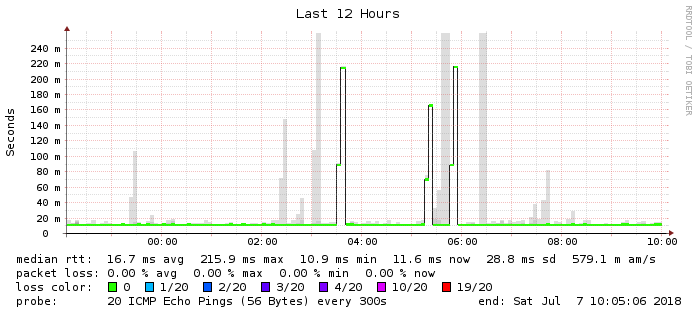 Last 12 Hours
RRDTOOL / TOBI OETIKER
Seconds
240 m
220 m
200 m
180 m
160 m
140 m
120 m
100 m
80 m
60 m
40 m
20 m
0
00:00 02:00 04:00 06:00 08:00 10:00
median rtt: 16.7 ms avg 215.9 ms max 10.9 ms min 11.6 ms now 28.8 ms sd 579.1 m am/s
packet loss: 0.00 % avg 0.00 % max 0.00 % min 0.00 % now
loss color: 0 1/20 2/20 3/20 4/20 10/20 19/20
probe: 20 ICMP Echo Pings (56 Bytes) every 300s end: Sat Jul 7 10:05:06 2018